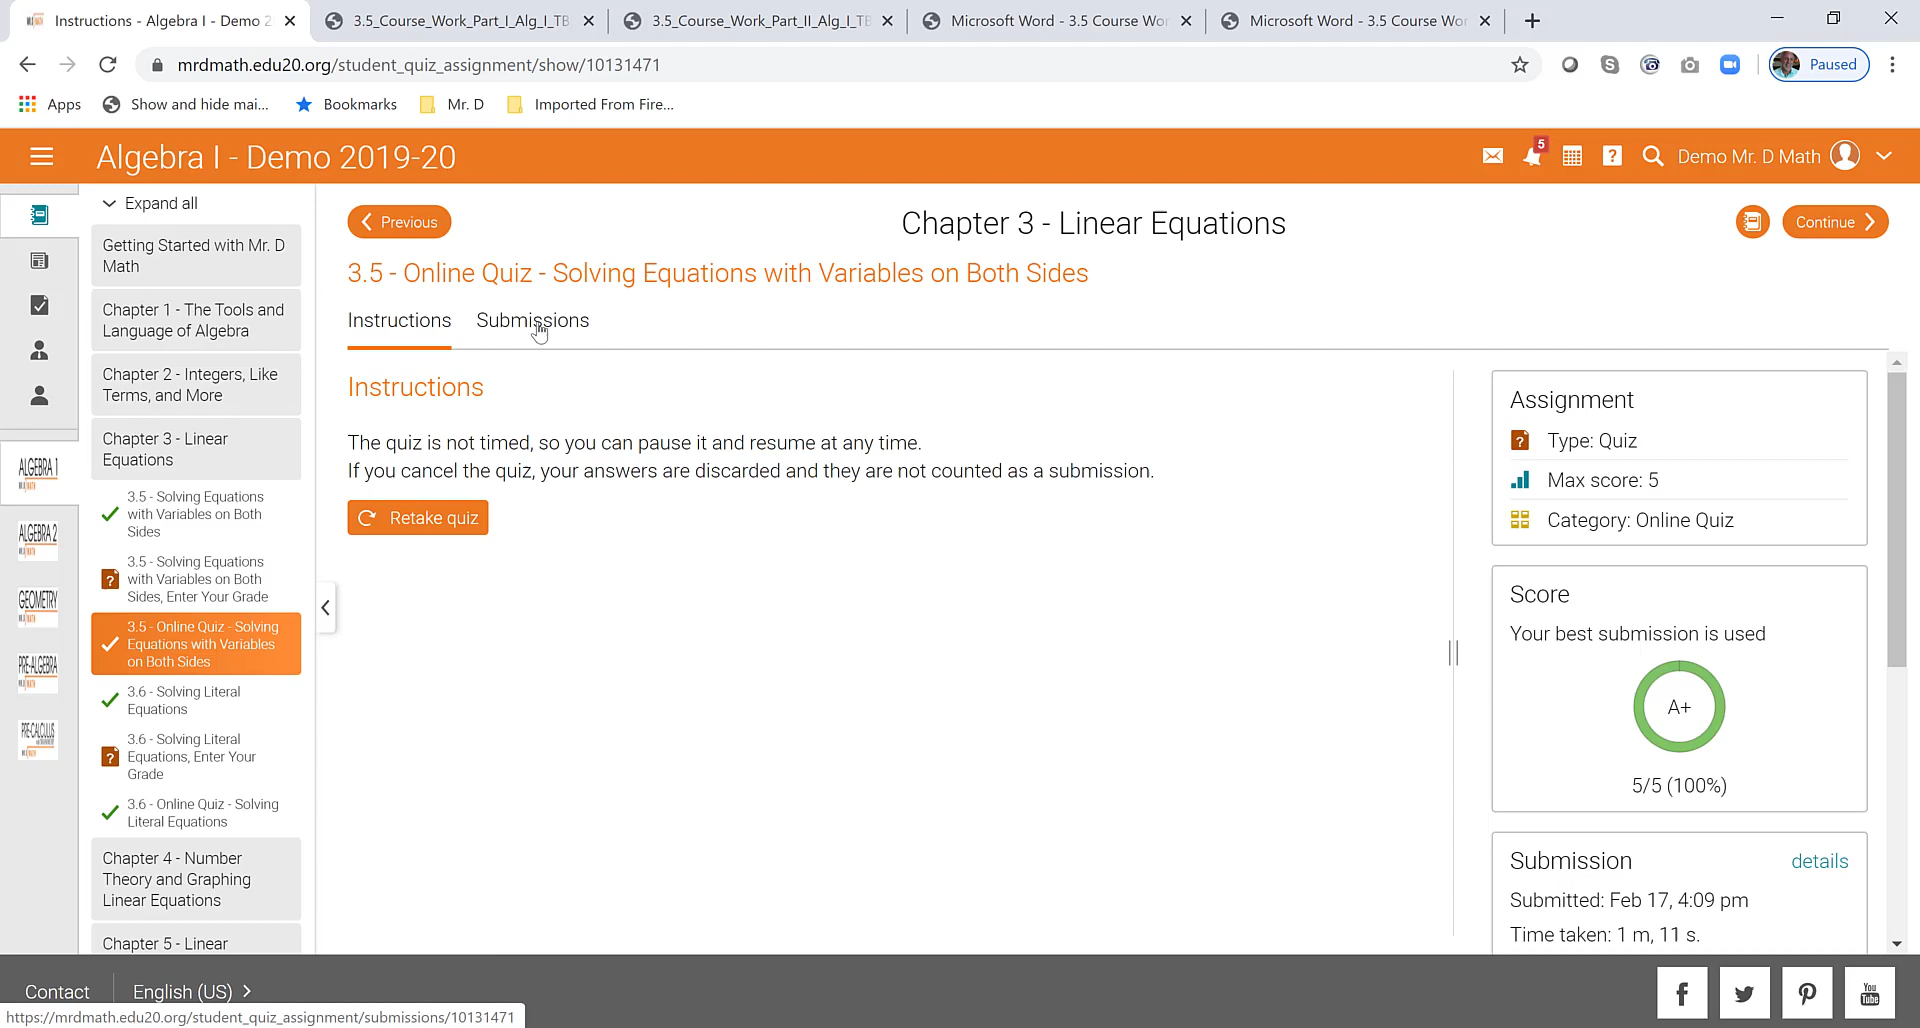 Instructions - Algebra I - Demo 2
3.5_Course_Work_Part_I_Alg_I_TB
3.5_Course_Work_Part_II_Alg_I_TB
Microsoft Word - 3.5 Course Wor
Microsoft Word - 3.5 Course Wor
mrdmath.edu20.org/student_quiz_assignment/show/10131471
Paused
Apps
Show and hide mai...
Bookmarks
Mr. D
Imported From Fire...
Algebra I - Demo 2019-20
5
Demo Mr. D Math
Expand all
Getting Started with Mr. D
Math
Chapter 1 - The Tools and
Language of Algebra
Chapter 2 - Integers, Like
Terms, and More
Chapter 3 - Linear
Equations
3.5 - Solving Equations
with Variables on Both
Sides
3.5 - Solving Equations
with Variables on Both
Sides, Enter Your Grade
3.5 - Online Quiz - Solving
Equations with Variables
on Both Sides
3.6 - Solving Literal
Equations
3.6 - Solving Literal
Equations, Enter Your
Grade
3.6 - Online Quiz - Solving
Literal Equations
Chapter 4 - Number
Theory and Graphing
Linear Equations
Chapter 5 - Linear
ALGEBRA 1
ALGEBRA 2
GEOMETRY
PRE-ALGEBRA
PRE-CALCULUS
Previous
Chapter 3 - Linear Equations
Continue
3.5 - Online Quiz - Solving Equations with Variables on Both Sides
Instructions
Submissions
Instructions
The quiz is not timed, so you can pause it and resume at any time.
If you cancel the quiz, your answers are discarded and they are not counted as a submission.
Retake quiz
Assignment
Type: Quiz
Max score: 5
Category: Online Quiz
Score
Your best submission is used
A+
5/5 (100%)
Submission
details
Submitted: Feb 17, 4:09 pm
Time taken: 1 m, 11 s.
Contact
English (US)
https://mrdmath.edu20.org/student_quiz_assignment/submissions/10131471
You
Tube